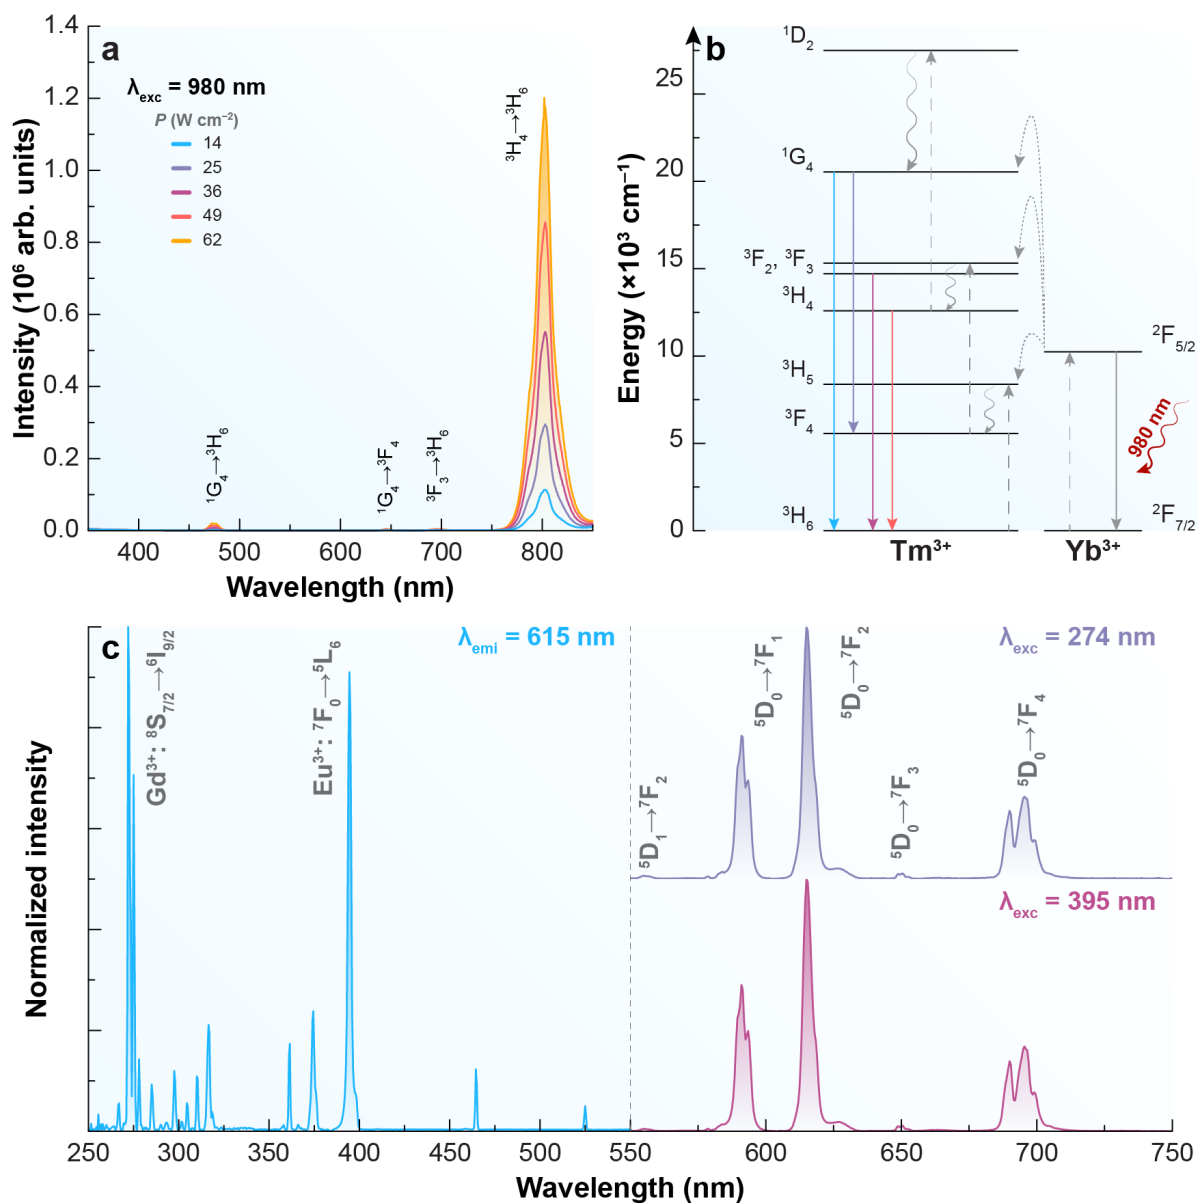 a
λexc = 980 nm
P (W cm⁻²)
14
25
36
49
62
¹G₄→³H₆
¹G₄→³F₄
³F₃→³H₆
³H₄→³H₆
Intensity (10⁶ arb. units)
1.4
1.2
1.0
0.8
0.6
0.4
0.2
0.0
400 500 600 700 800
Wavelength (nm)
b
Energy (×10³ cm⁻¹)
25
20
15
10
5
0
¹D₂
¹G₄
³F₂, ³F₃
³H₄
³H₅
³F₄
³H₆
²F₅/₂
980 nm
²F₇/₂
Tm³⁺ Yb³⁺
c
λemi = 615 nm
Gd³⁺: ⁸S₇/₂→⁶I₉/₂
Eu³⁺: ⁷F₀→⁵L₆
λexc = 274 nm
⁵D₁→⁷F₂
⁵D₀→⁷F₁
⁵D₀→⁷F₂
⁵D₀→⁷F₃
⁵D₀→⁷F₄
λexc = 395 nm
Normalized intensity
250 300 350 400 450 500 550 600 650 700 750
Wavelength (nm)